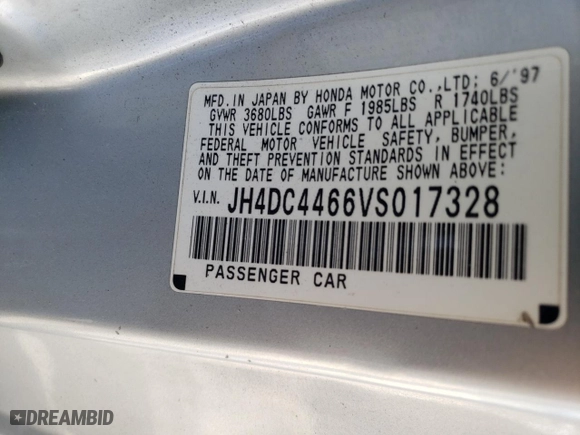 MFD. IN JAPAN BY HONDA MOTOR CO.,LTD: 6/'97
GVWR 3680LBS GAWR F 1985LBS R 1740LBS
THIS VEHICLE CONFORMS TO ALL APPLICABLE
FEDERAL MOTOR VEHICLE SAFETY, BUMPER,
AND THEFT PREVENTION STANDARDS IN EFFECT
ON THE DATE OF MANUFACTURE SHOWN ABOVE.
V.I.N. JH4DC4466VS017328
PASSENGER CAR
DREAMBID